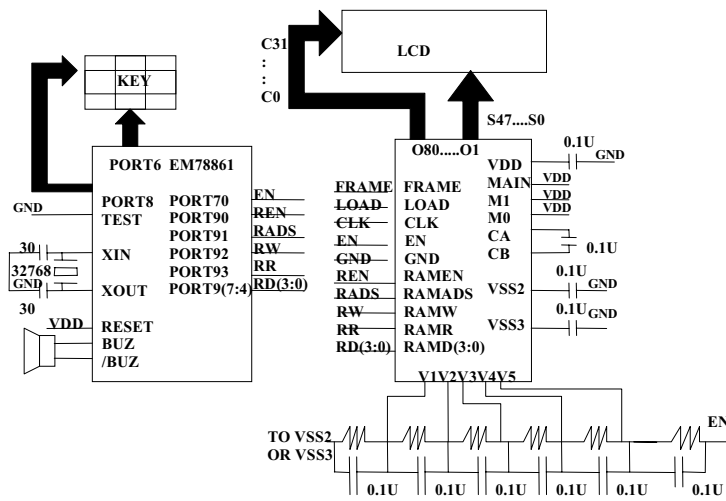 C31
:
:
C0
LCD
KEY
S47....S0
PORT6 EM78861
O80.....O1
0.1U
VDD
GND
PORT8
PORT70
EN
FRAME
FRAME
MAIN
VDD
GND
TEST
PORT90
REN
LOAD
LOAD
M1
VDD
PORT91
RADS
CLK
CLK
M0
VDD
30
XIN
PORT92
RW
EN
EN
CA
32768
PORT93
RR
GND
GND
CB
0.1U
GND
XOUT
PORT9(7:4)
RD(3:0)
REN
RAMEN
0.1U
30
RADS
RAMADS
VSS2
GND
VDD
RESET
RW
RAMW
0.1U
GND
BUZ
RR
RAMR
VSS3
/BUZ
RD(3:0)
RAMD(3:0)
V1V2V3V4V5
TO VSS2
OR VSS3
EN
0.1U
0.1U
0.1U
0.1U
0.1U
0.1U